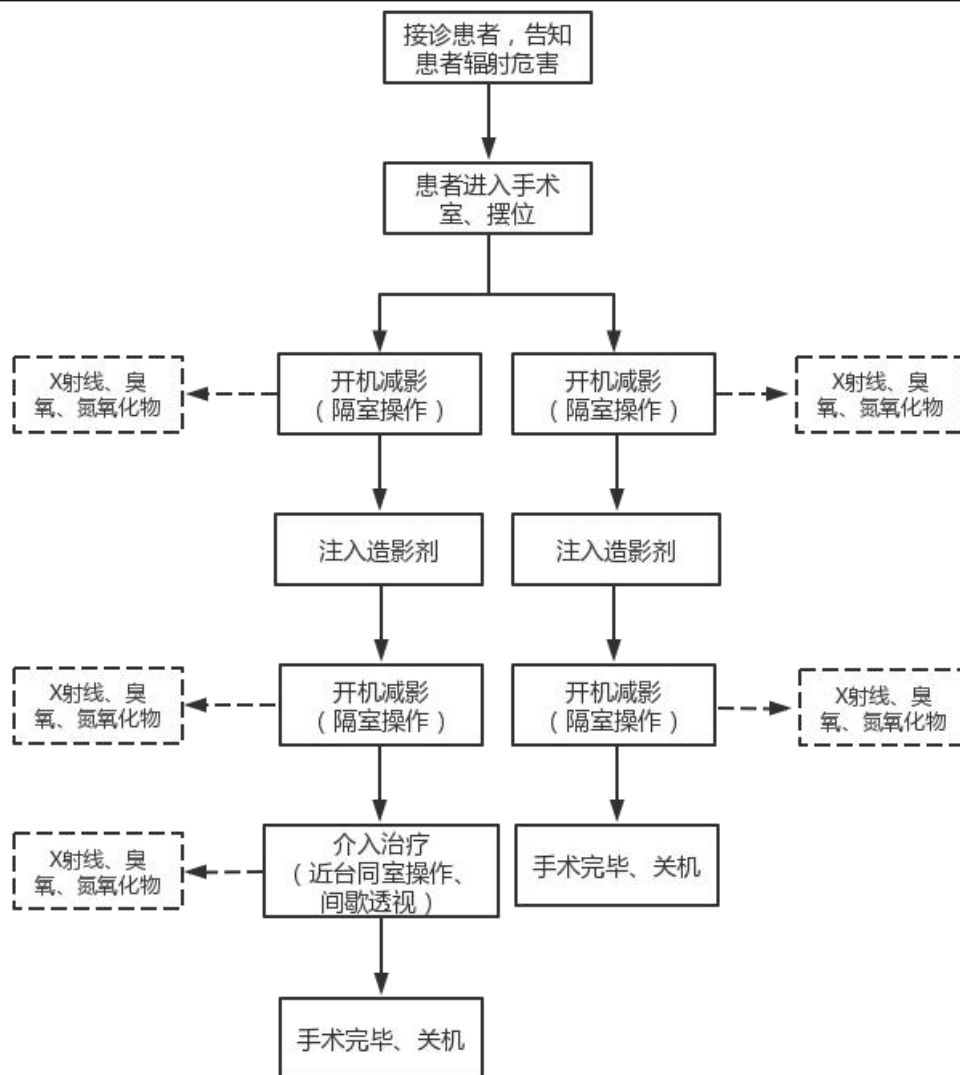 接诊患者，告知
患者辐射危害
患者进入手术
室、摆位
X射线、臭
氧、氮氧化物
开机减影
（隔室操作）
开机减影
（隔室操作）
X射线、臭
氧、氮氧化物
注入造影剂
注入造影剂
X射线、臭
氧、氮氧化物
开机减影
（隔室操作）
开机减影
（隔室操作）
X射线、臭
氧、氮氧化物
X射线、臭
氧、氮氧化物
介入治疗
（近台同室操作、
间歇透视）
手术完毕、关机
手术完毕、关机